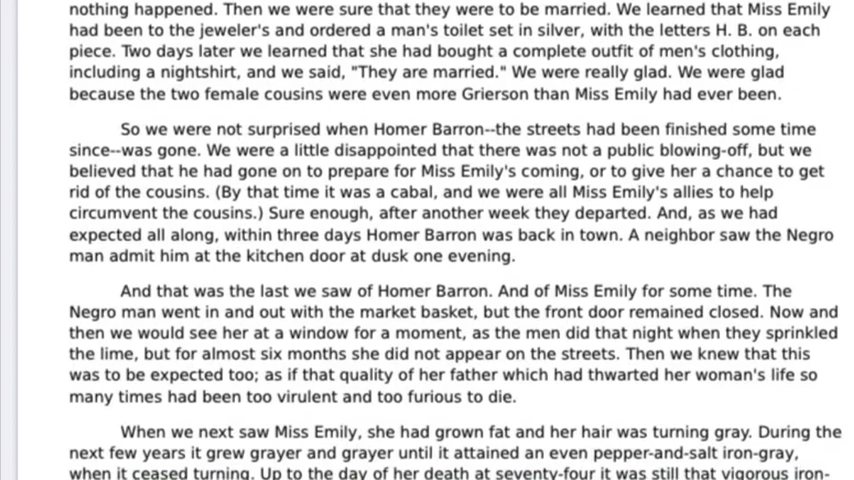 nothing happened. Then we were sure that they were to be married. We learned that Miss Emily
had been to the jeweler's and ordered a man's toilet set in silver, with the letters H. B. on each
piece. Two days later we learned that she had bought a complete outfit of men's clothing,
including a nightshirt, and we said, "They are married." We were really glad. We were glad
because the two female cousins were even more Grierson than Miss Emily had ever been.
So we were not surprised when Homer Barron--the streets had been finished some time
since--was gone. We were a little disappointed that there was not a public blowing-off, but we
believed that he had gone on to prepare for Miss Emily's coming, or to give her a chance to get
rid of the cousins. (By that time it was a cabal, and we were all Miss Emily's allies to help
circumvent the cousins.) Sure enough, after another week they departed. And, as we had
expected all along, within three days Homer Barron was back in town. A neighbor saw the Negro
man admit him at the kitchen door at dusk one evening.
And that was the last we saw of Homer Barron. And of Miss Emily for some time. The
Negro man went in and out with the market basket, but the front door remained closed. Now and
then we would see her at a window for a moment, as the men did that night when they sprinkled
the lime, but for almost six months she did not appear on the streets. Then we knew that this
was to be expected too; as if that quality of her father which had thwarted her woman's life so
many times had been too virulent and too furious to die.
When we next saw Miss Emily, she had grown fat and her hair was turning gray. During the
next few years it grew grayer and grayer until it attained an even pepper-and-salt iron-gray,
when it ceased turning. Up to the day of her death at seventy-four it was still that vigorous iron-